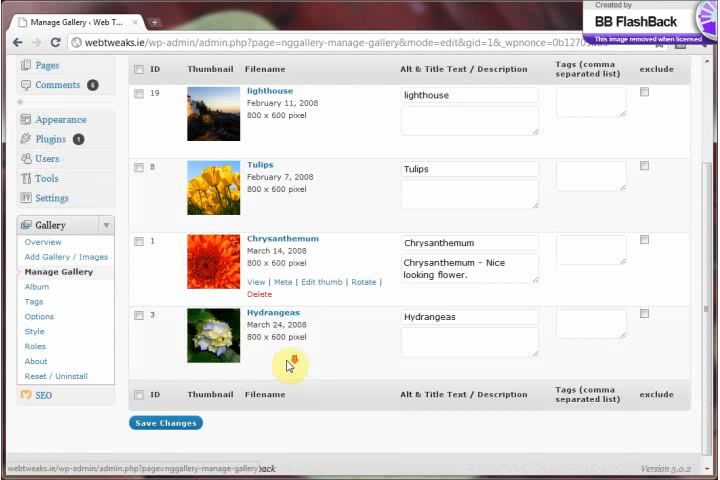 Created by
BB FlashBack
This image removed when licensed
Manage Gallery ‹ Web T...
webtweaks.ie/wp-admin/admin.php?page=nggallery-manage-gallery&mode=edit&gid=1&_wpnonce=0b1270
Pages
Comments 6
Appearance
Plugins 1
Users
Tools
Settings
Gallery
Overview
Add Gallery / Images
Manage Gallery
Album
Tags
Options
Style
Roles
About
Reset / Uninstall
SEO
ID Thumbnail Filename Alt & Title Text / Description Tags (comma separated list) exclude
19 lighthouse lighthouse
February 11, 2008
800 x 600 pixel
8 Tulips Tulips
February 7, 2008
800 x 600 pixel
1 Chrysanthemum Chrysanthemum
March 14, 2008
800 x 600 pixel
Chrysanthemum - Nice
looking flower.
View | Meta | Edit thumb | Rotate |
Delete
3 Hydrangeas Hydrangeas
March 24, 2008
800 x 600 pixel
ID Thumbnail Filename Alt & Title Text / Description Tags (comma separated list) exclude
Save Changes
webtweaks.ie/wp-admin/admin.php?page=nggallery-manage-gallery back Version 3.0.2